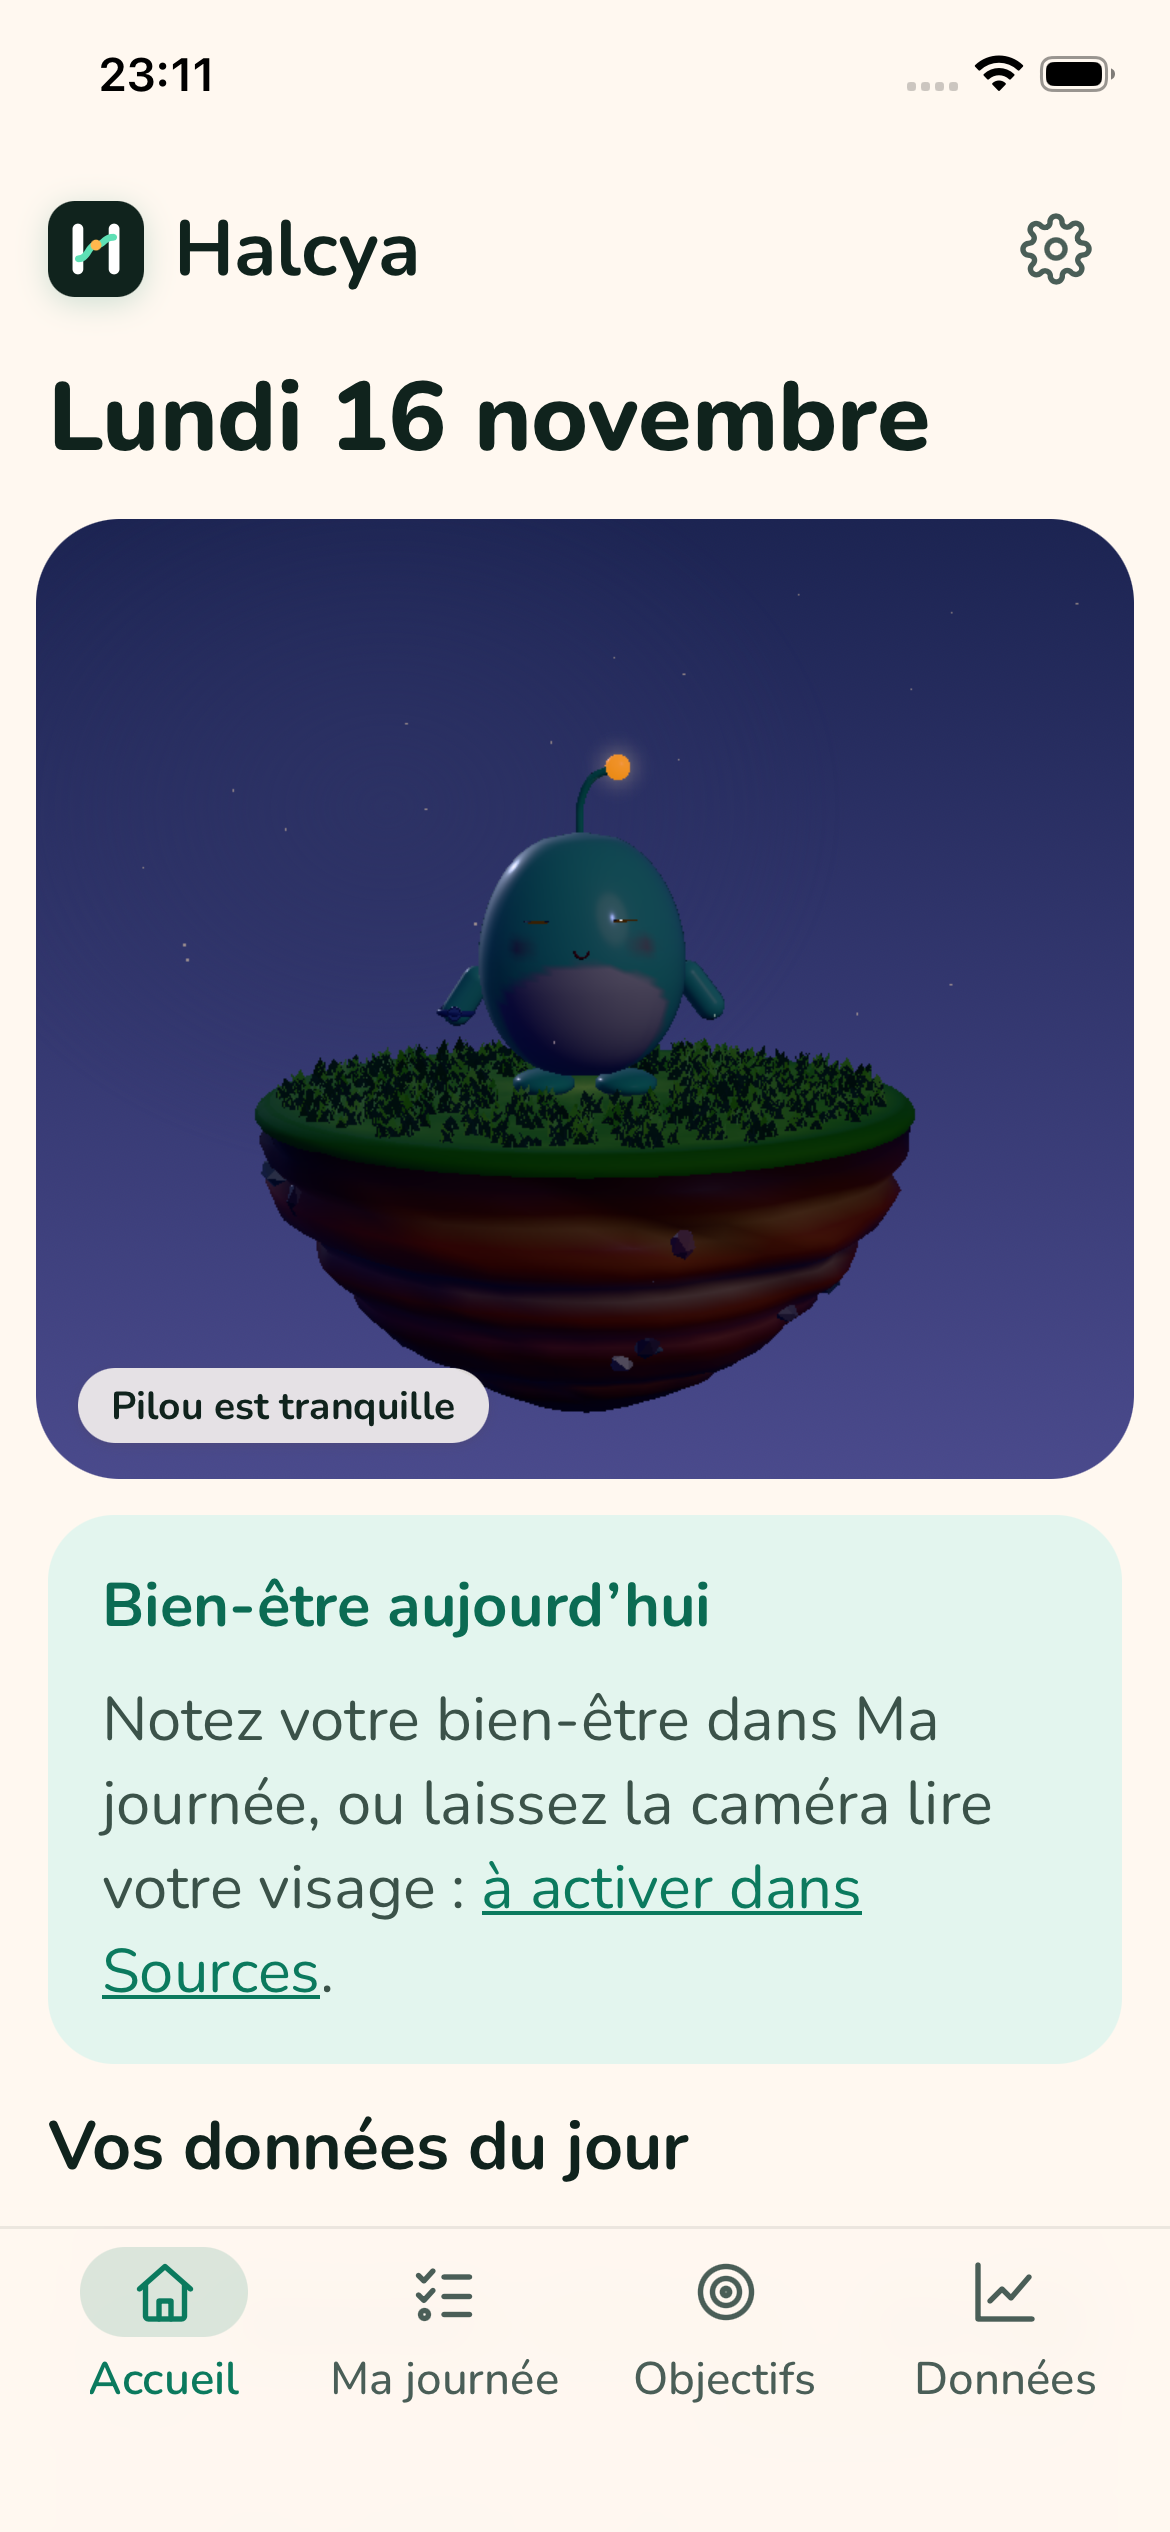 23:11
Halcya
Lundi 16 novembre
Pilou est tranquille
Bien-être aujourd’hui
Notez votre bien-être dans Ma
journée, ou laissez la caméra lire
votre visage : à activer dans
Sources.
Vos données du jour
Accueil
Ma journée
Objectifs
Données